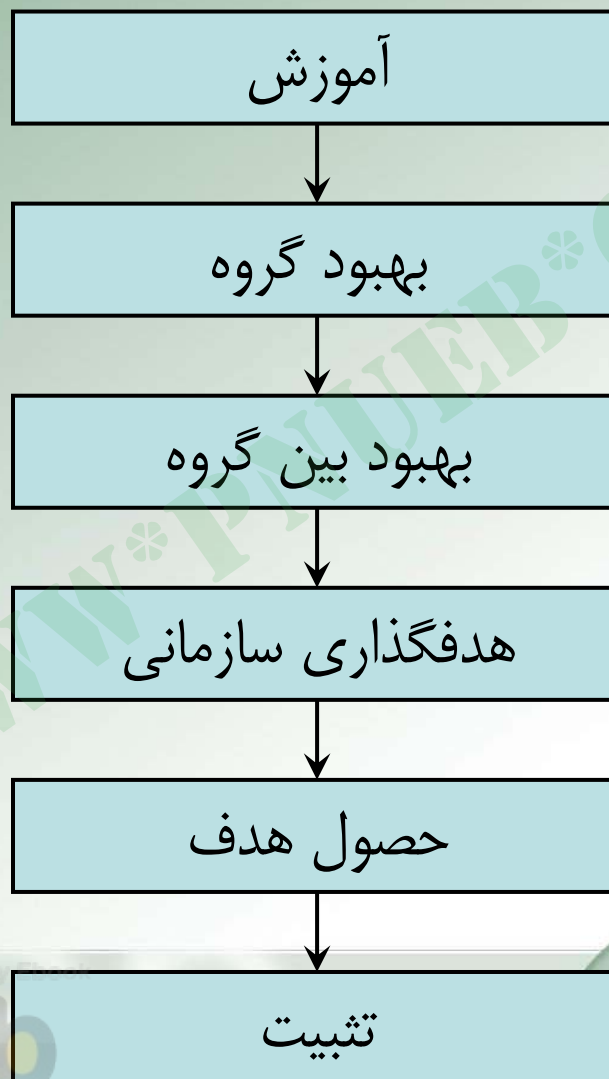 آموزش
بهبود گروه
بهبود بین گروه
هدفگذاری سازمانی
حصول هدف
تثبیت